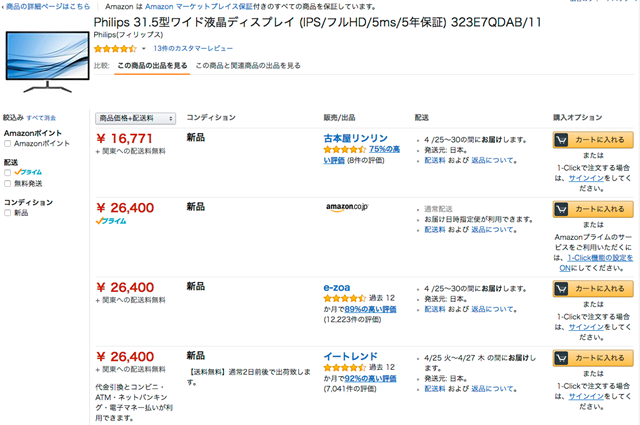 ‹ 商品の詳細ページはこちら
Amazon は Amazon マーケットプレイス保証付きのすべての商品を保証しています。
Philips 31.5型ワイド液晶ディスプレイ (IPS/フルHD/5ms/5年保証) 323E7QDAB/11
Philips(フィリップス)
13件のカスタマーレビュー
比較: この商品の出品を見る この商品と関連商品の出品を見る
絞込み すべて消去
Amazonポイント
Amazonポイント
配送
プライム
無料発送
コンディション
新品
商品価格+配送料
コンディション
販売/出品
配送
購入オプション
¥ 16,771
+ 関東への配送料無料
新品
古本屋リンリン
75%の高い評価 (8件の評価)
• 4 /25~30の間にお届けします。
• 発送元: 日本。
• 配送料 および 返品について。
カートに入れる
または
1-Clickで注文する場合は、サインインをしてください。
¥ 26,400
プライム
新品
amazon.co.jp
• 通常配送
• お届け日時指定便が利用できます。
• 配送料 および 返品について。
カートに入れる
または
Amazonプライムのサービスをご利用いただくには、1-Click機能の設定をONにしてください。
¥ 26,400
+ 関東への配送料無料
新品
e-zoa
過去 12
か月で89%の高い評価
(12,223件の評価)
• 4 /25~30の間にお届けします。
• 発送元: 日本。
• 配送料 および 返品について。
カートに入れる
または
1-Clickで注文する場合は、サインインをしてください。
¥ 26,400
+ 関東への配送料無料
代金引換とコンビニ・
ATM・ネットバンキン
グ・電子マネー払いが利
用できます。
新品
【送料無料】通常2日前後で出荷致します。
イートレンド
過去 12
か月で92%の高い評価
(7,041件の評価)
• 4/25 火~4/27 木 の間にお届けします。
• 発送元: 日本。
• 配送料 および 返品について。
カートに入れる
または
1-Clickで注文する場合は、サインインをしてください。